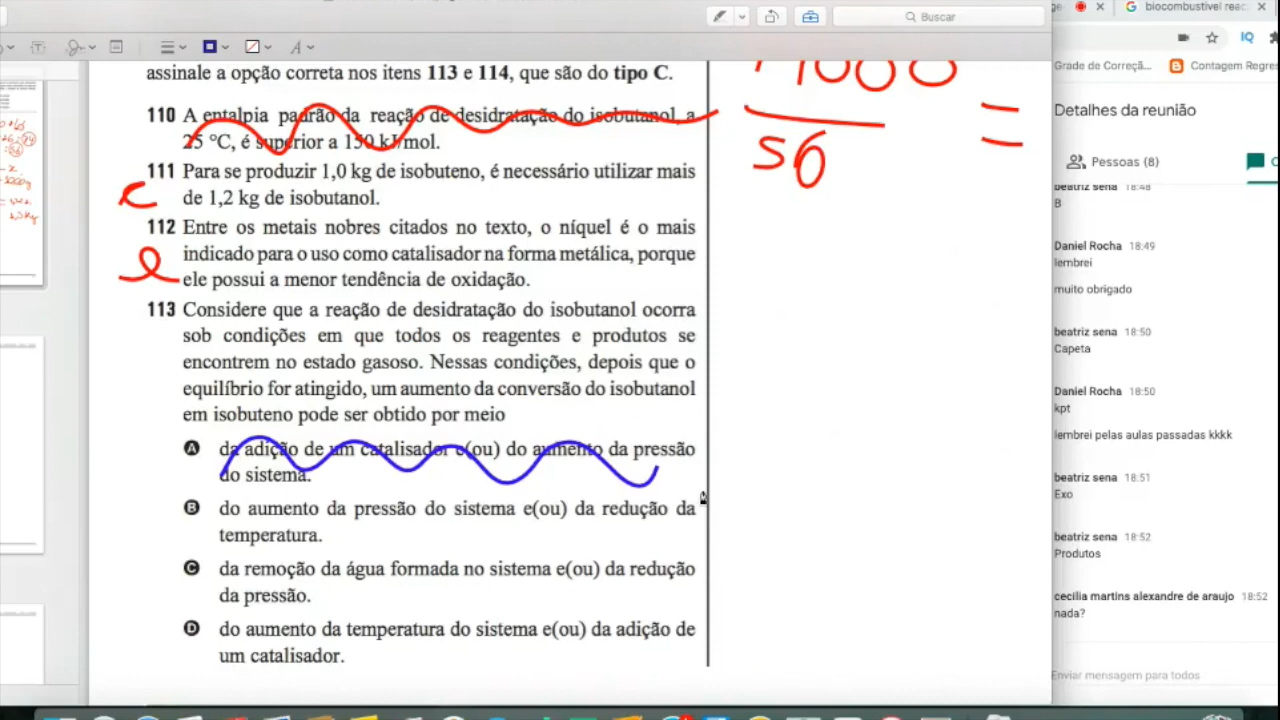 biocombustível reac
Buscar
Grade de Correçã...
Contagem Regres
assinale a opção correta nos itens 113 e 114, que são do tipo C.
110 A entalpia padrão da reação de desidratação do isobutanol, a
25 °C, é superior a 150 kJ/mol.
111 Para se produzir 1,0 kg de isobuteno, é necessário utilizar mais
de 1,2 kg de isobutanol.
C
112 Entre os metais nobres citados no texto, o níquel é o mais
indicado para o uso como catalisador na forma metálica, porque
ele possui a menor tendência de oxidação.
e
113 Considere que a reação de desidratação do isobutanol ocorra
sob condições em que todos os reagentes e produtos se
encontrem no estado gasoso. Nessas condições, depois que o
equilíbrio for atingido, um aumento da conversão do isobutanol
em isobuteno pode ser obtido por meio
A da adição de um catalisador e(ou) do aumento da pressão
do sistema.
B do aumento da pressão do sistema e(ou) da redução da
temperatura.
C da remoção da água formada no sistema e(ou) da redução
da pressão.
D do aumento da temperatura do sistema e(ou) da adição de
um catalisador.
000
56
=
Detalhes da reunião
Pessoas (8)
beatriz sena 18:48
B
Daniel Rocha 18:49
lembrei
muito obrigado
beatriz sena 18:50
Capeta
Daniel Rocha 18:50
kpt
lembrei pelas aulas passadas kkkk
beatriz sena 18:51
Exo
beatriz sena 18:52
Produtos
cecilia martins alexandre de araujo 18:52
nada?
Enviar mensagem para todos